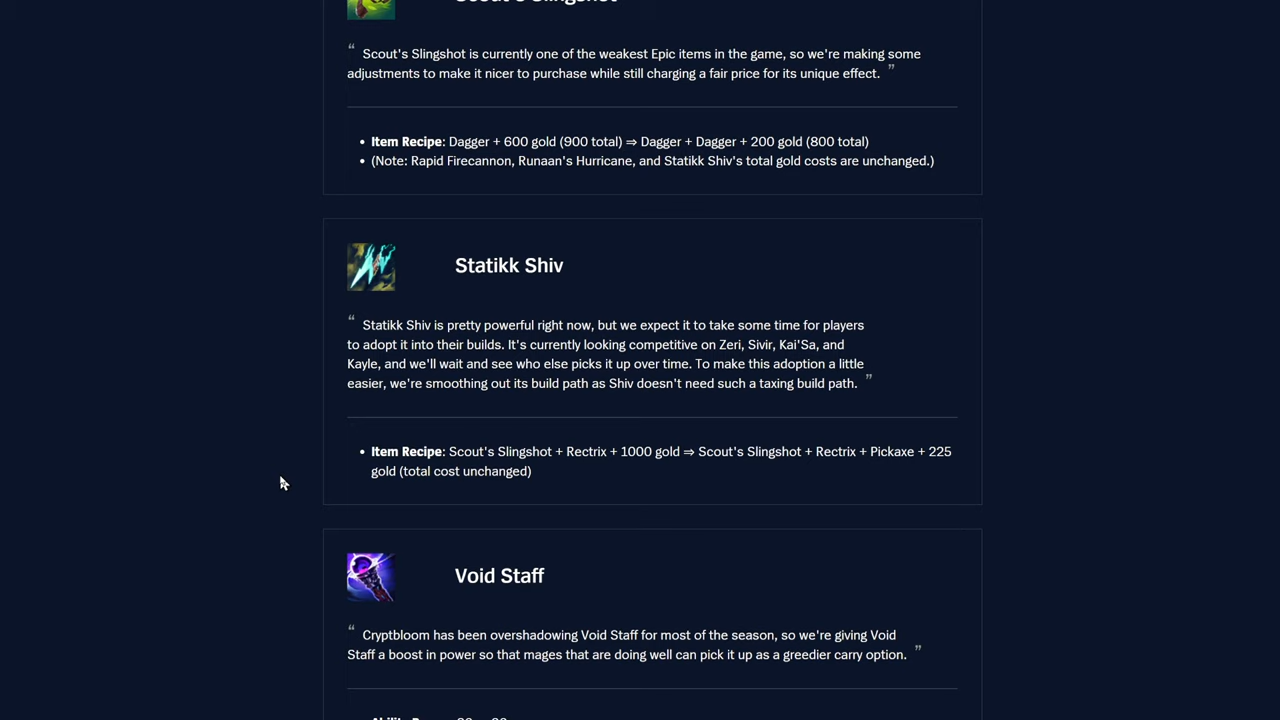 Scout's Slingshot
“ Scout's Slingshot is currently one of the weakest Epic items in the game, so we're making some
adjustments to make it nicer to purchase while still charging a fair price for its unique effect. ”
• Item Recipe: Dagger + 600 gold (900 total) ⇒ Dagger + Dagger + 200 gold (800 total)
• (Note: Rapid Firecannon, Runaan's Hurricane, and Statikk Shiv's total gold costs are unchanged.)
Statikk Shiv
“ Statikk Shiv is pretty powerful right now, but we expect it to take some time for players
to adopt it into their builds. It's currently looking competitive on Zeri, Sivir, Kai'Sa, and
Kayle, and we'll wait and see who else picks it up over time. To make this adoption a little
easier, we're smoothing out its build path as Shiv doesn't need such a taxing build path. ”
• Item Recipe: Scout's Slingshot + Rectrix + 1000 gold ⇒ Scout's Slingshot + Rectrix + Pickaxe + 225
gold (total cost unchanged)
Void Staff
“ Cryptbloom has been overshadowing Void Staff for most of the season, so we're giving Void
Staff a boost in power so that mages that are doing well can pick it up as a greedier carry option. ”